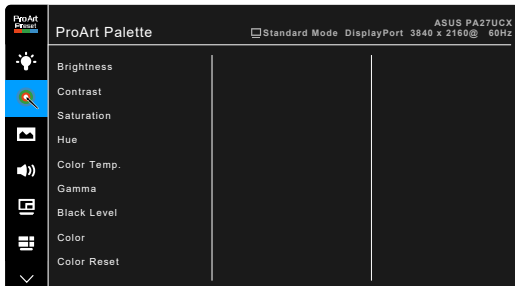 ProArt
Preset
ProArt Palette
ASUS PA27UCX
Standard Mode DisplayPort 3840 x 2160@ 60Hz
Brightness
Contrast
Saturation
Hue
Color Temp.
Gamma
Black Level
Color
Color Reset